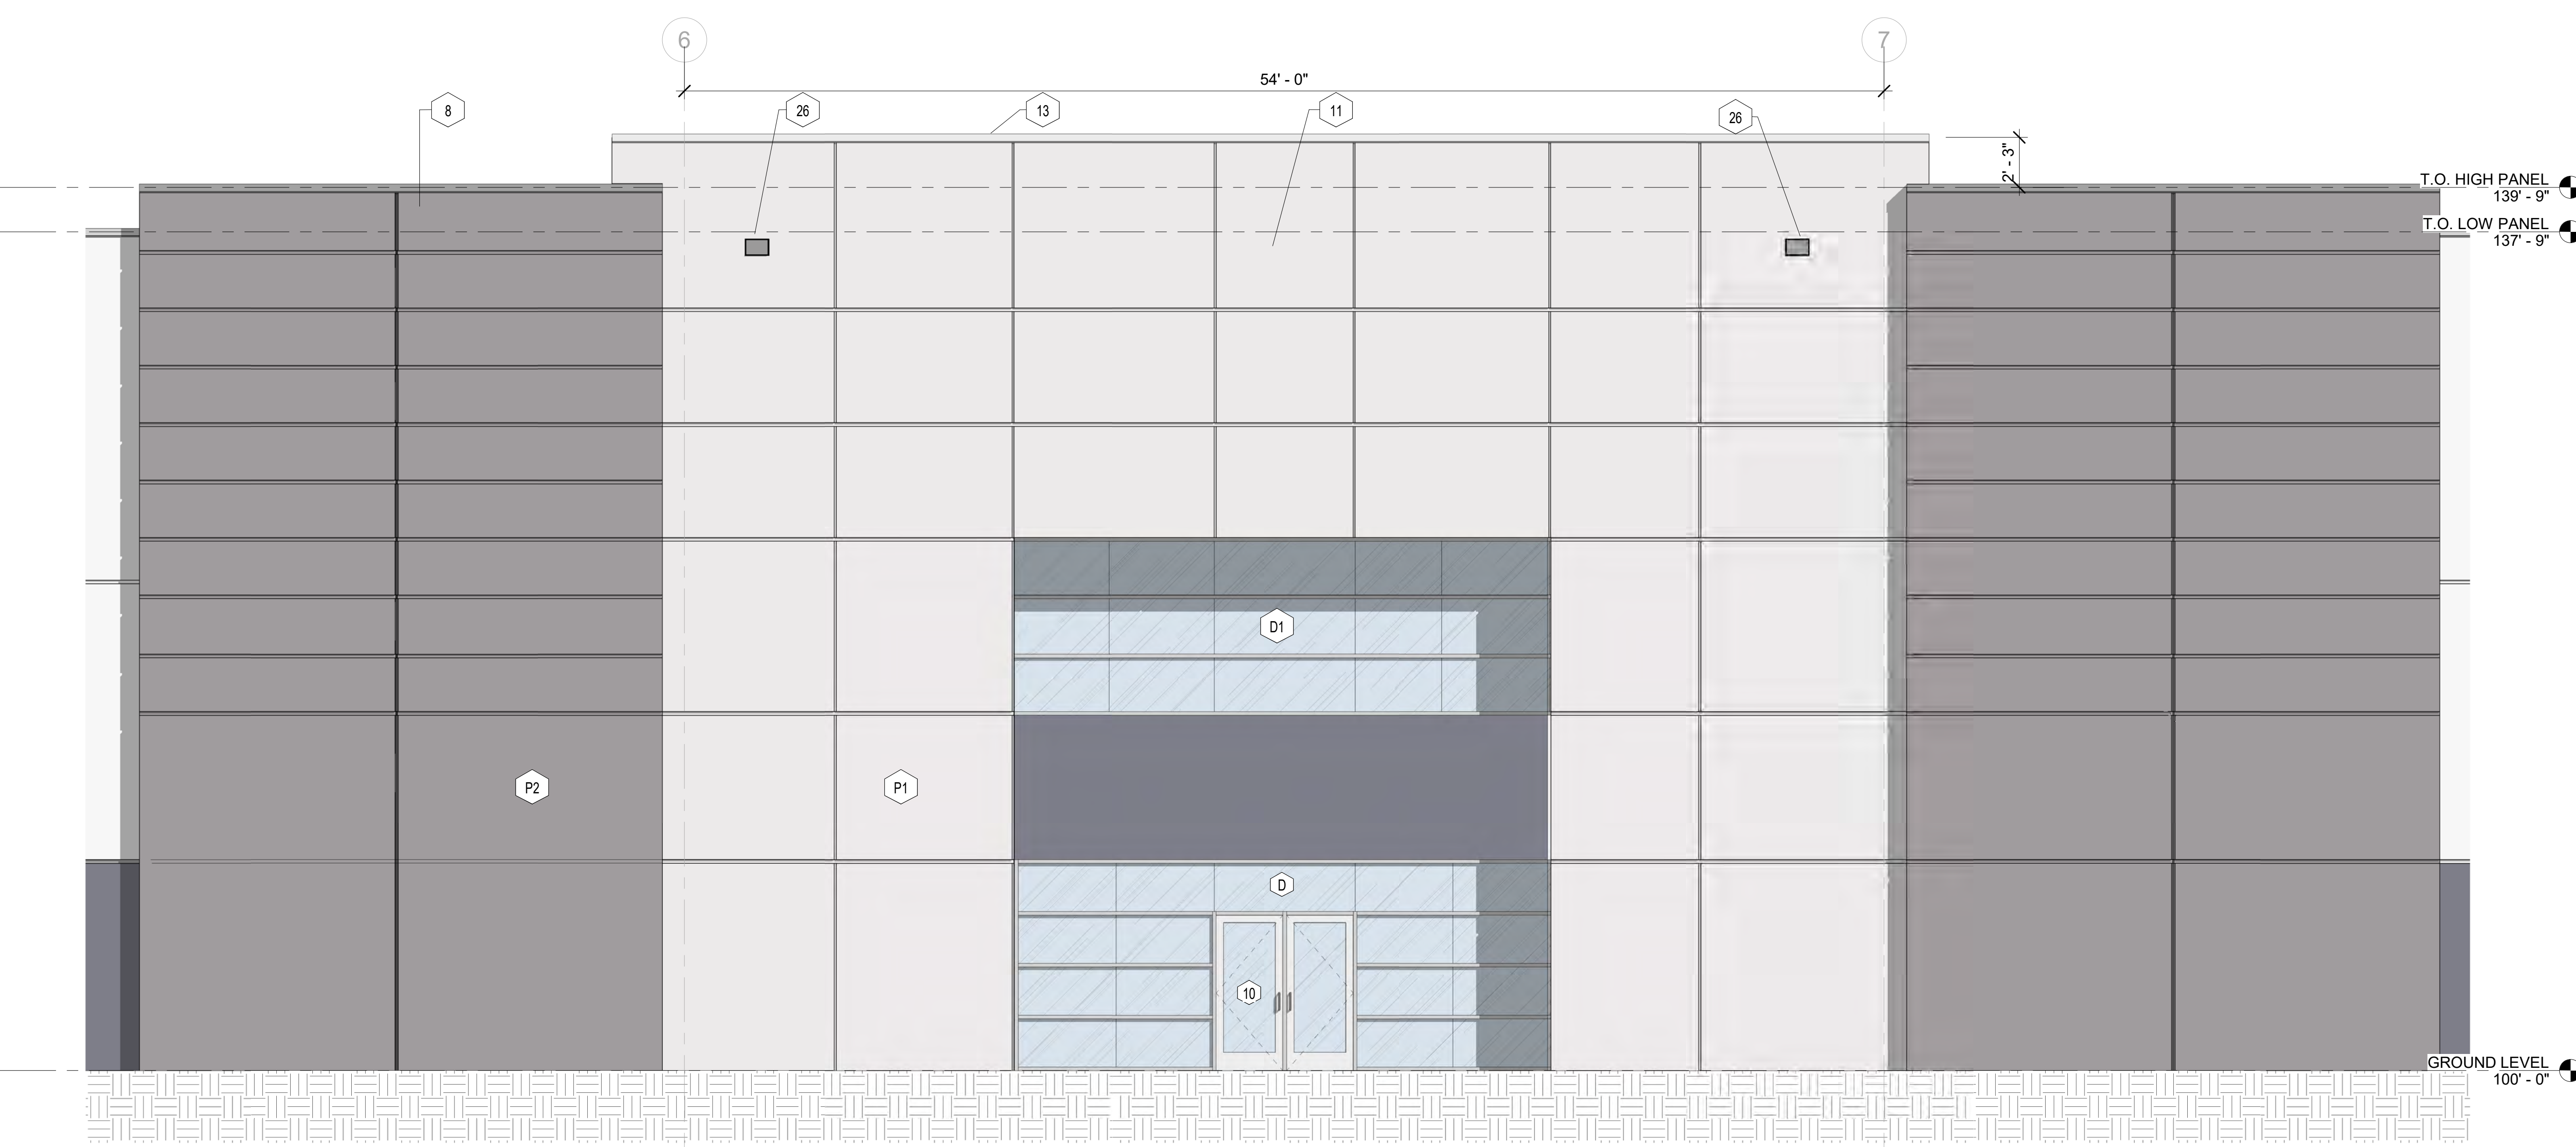 6
7
54' - 0"
8
26
13
11
26
2' - 3"
T.O. HIGH PANEL
139' - 9"
T.O. LOW PANEL
137' - 9"
D1
P2
P1
D
10
GROUND LEVEL
100' - 0"